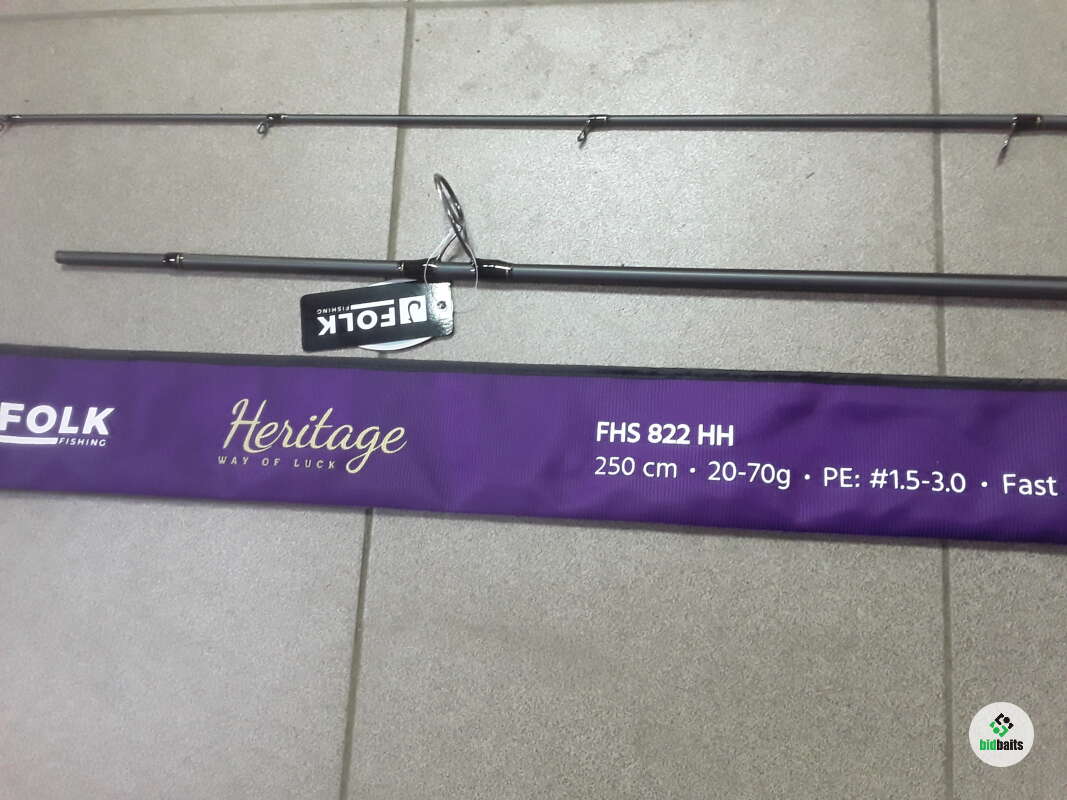 FOLK
FISHING
FOLK
FISHING
Heritage
WAY OF LUCK
FHS 822 HH
250 cm • 20-70g • PE: #1.5-3.0 • Fast
bidbaits